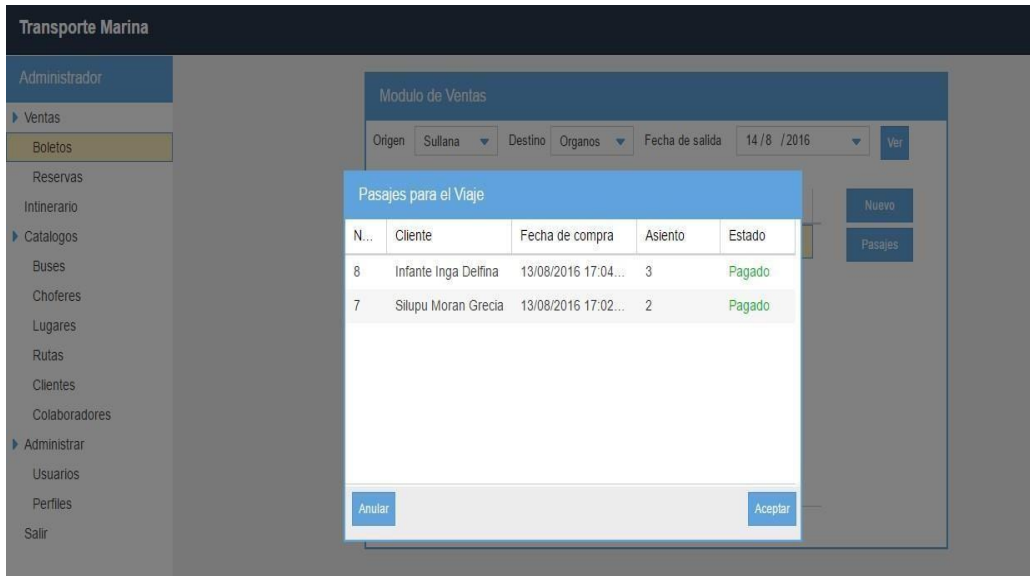 Transporte Marina
Administrador
Ventas
Boletos
Reservas
Intinerario
Catalogos
Buses
Choferes
Lugares
Rutas
Clientes
Colaboradores
Administrar
Usuarios
Perfiles
Salir
Modulo de Ventas
Origen Sullana Destino Organos Fecha de salida 14/8 /2016 Ver
Nuevo
Pasajes
Pasajes para el Viaje
N... Cliente Fecha de compra Asiento Estado
8 Infante Inga Delfina 13/08/2016 17:04... 3 Pagado
7 Silupu Moran Grecia 13/08/2016 17:02... 2 Pagado
Anular Aceptar